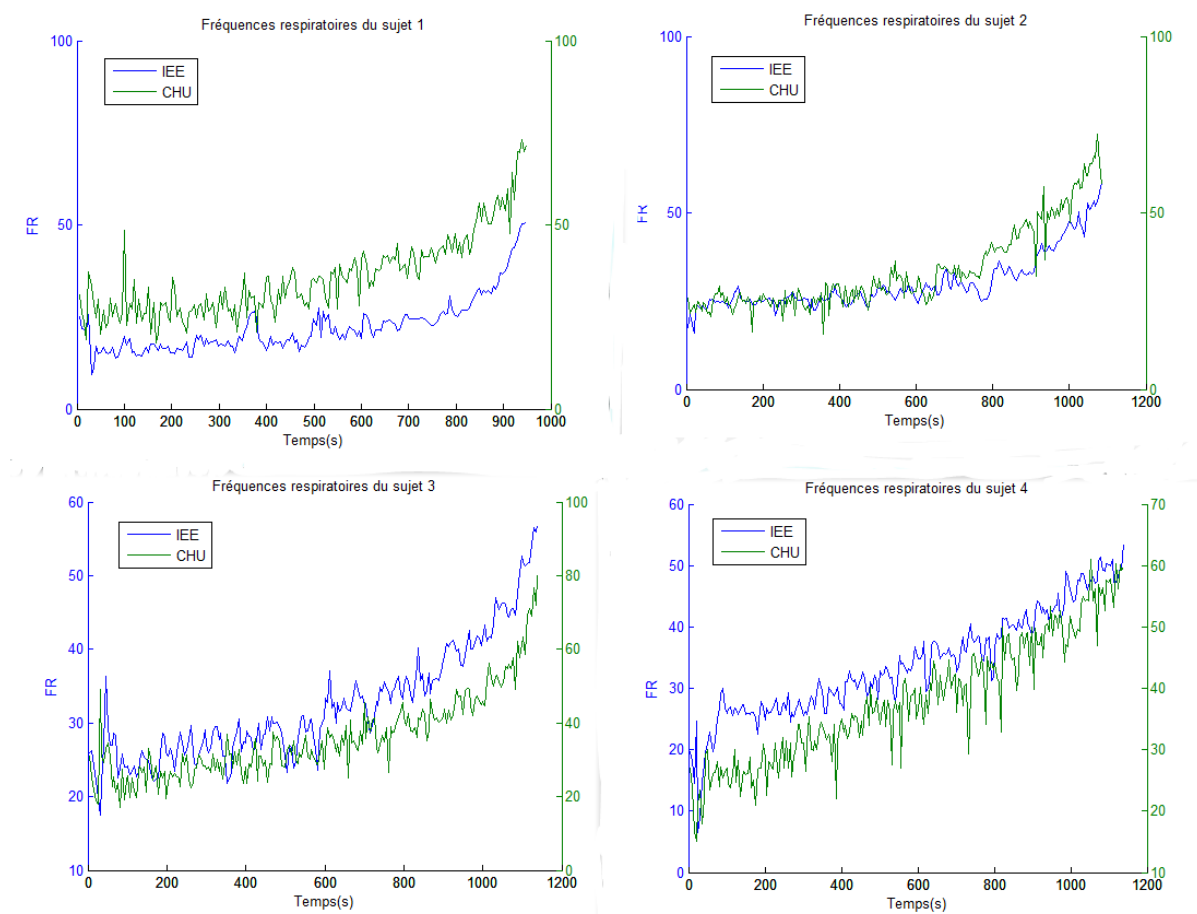 Fréquences respiratoires du sujet 1
100
50
0
FR
IEE
CHU
100
50
0
0 100 200 300 400 500 600 700 800 900 1000
Temps(s)
Fréquences respiratoires du sujet 2
100
50
0
FR
IEE
CHU
100
50
0
0 200 400 600 800 1000 1200
Temps(s)
Fréquences respiratoires du sujet 3
60
50
40
30
20
10
FR
IEE
CHU
100
80
60
40
20
0
0 200 400 600 800 1000 1200
Temps(s)
Fréquences respiratoires du sujet 4
60
50
40
30
20
10
0
FR
IEE
CHU
70
60
50
40
30
20
10
0 200 400 600 800 1000 1200
Temps(s)